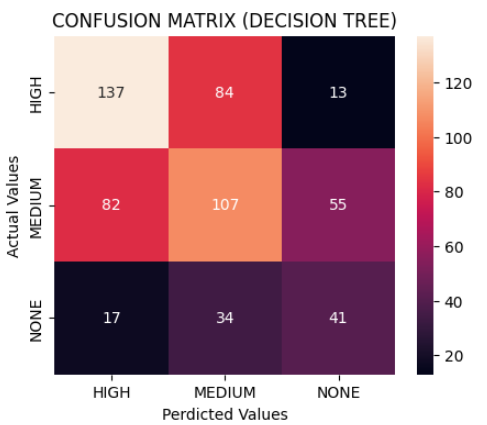 CONFUSION MATRIX (DECISION TREE)
Actual Values
HIGH
137 84 13
MEDIUM
82 107 55
NONE
17 34 41
HIGH MEDIUM NONE
Perdicted Values
120
100
80
60
40
20